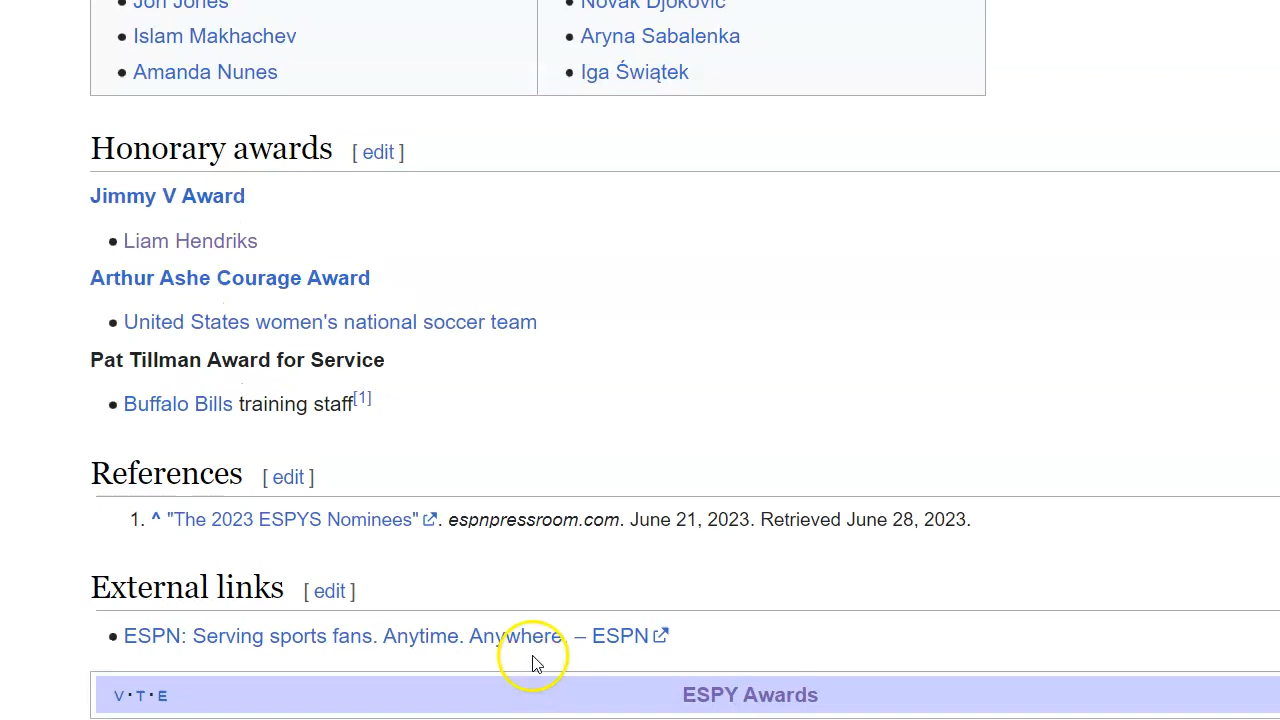 Jon Jones
Novak Djokovic
Islam Makhachev
Aryna Sabalenka
Amanda Nunes
Iga Świątek
Honorary awards [ edit ]
Jimmy V Award
Liam Hendriks
Arthur Ashe Courage Award
United States women's national soccer team
Pat Tillman Award for Service
Buffalo Bills training staff[1]
References [ edit ]
1. ^ "The 2023 ESPYS Nominees". espnpressroom.com. June 21, 2023. Retrieved June 28, 2023.
External links [ edit ]
ESPN: Serving sports fans. Anytime. Anywhere. – ESPN
V·T·E ESPY Awards